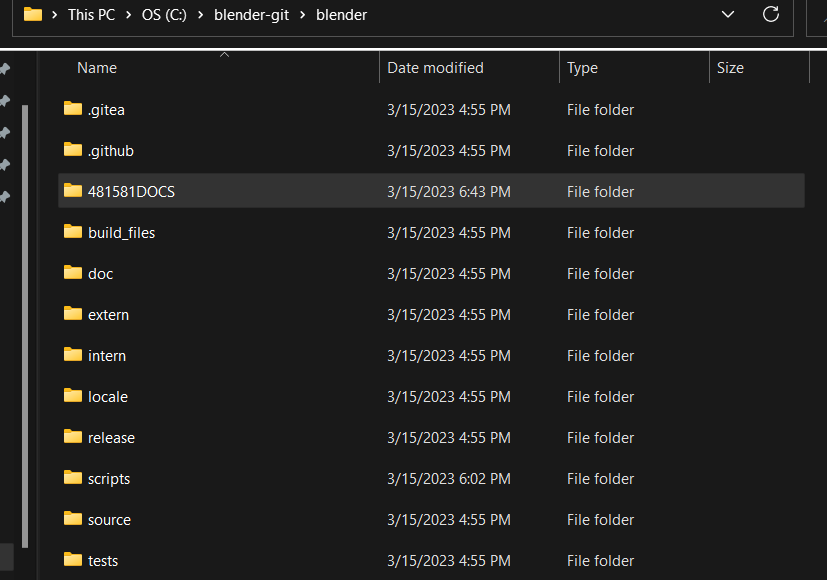 This PC > OS (C:) > blender-git > blender
Name Date modified Type Size
.gitea 3/15/2023 4:55 PM File folder
.github 3/15/2023 4:55 PM File folder
481581DOCS 3/15/2023 6:43 PM File folder
build_files 3/15/2023 4:55 PM File folder
doc 3/15/2023 4:55 PM File folder
extern 3/15/2023 4:55 PM File folder
intern 3/15/2023 4:55 PM File folder
locale 3/15/2023 4:55 PM File folder
release 3/15/2023 4:55 PM File folder
scripts 3/15/2023 6:02 PM File folder
source 3/15/2023 4:55 PM File folder
tests 3/15/2023 4:55 PM File folder